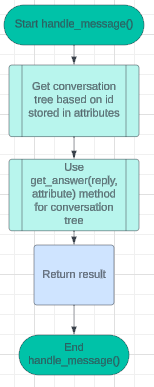 Start handle_message()
Get conversation
tree based on id
stored in attributes
Use
get_answer(reply,
attribute) method
for conversation
tree
Return result
End
handle_message()